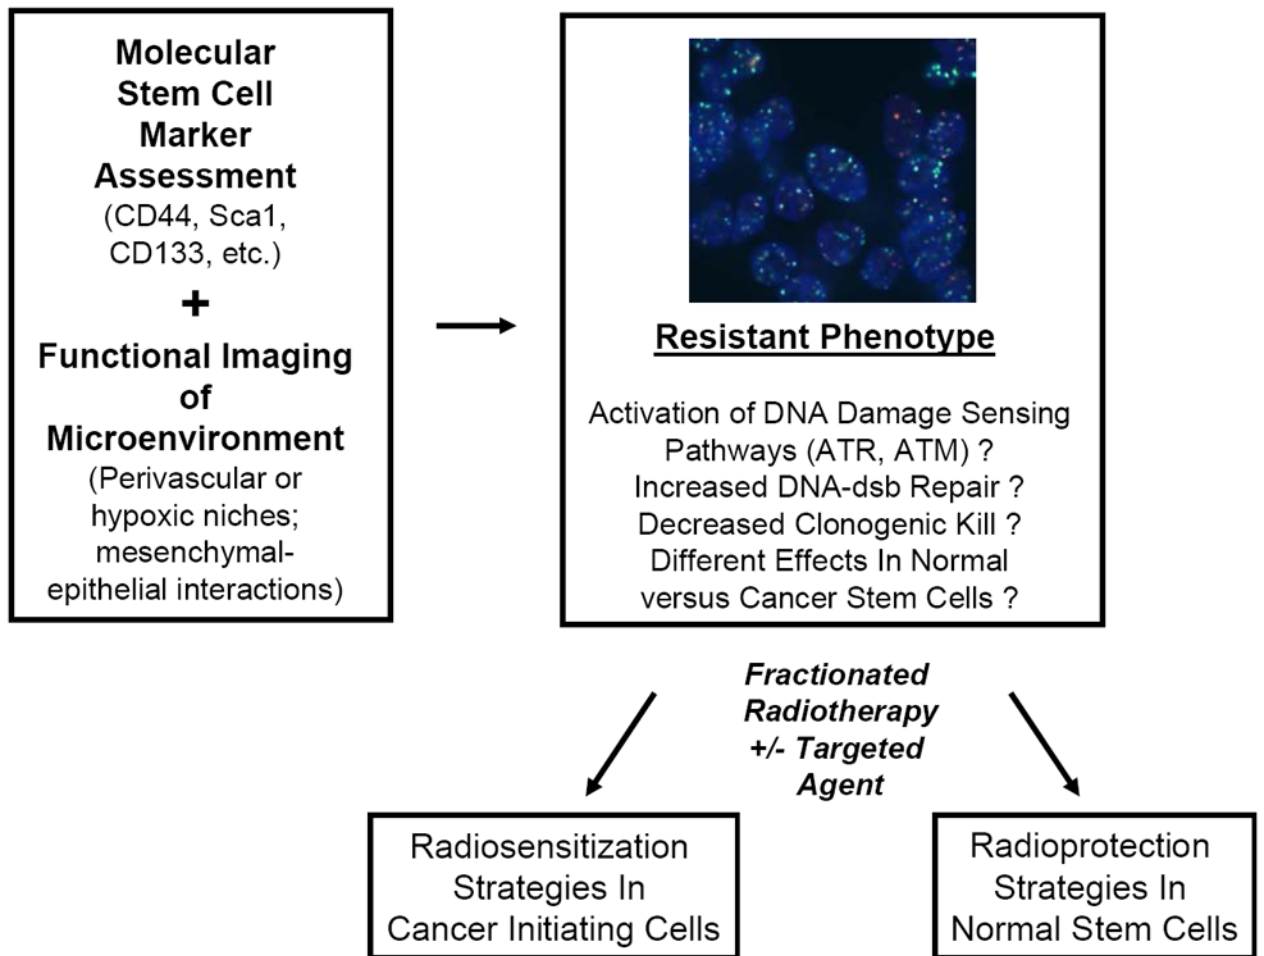 Molecular
Stem Cell
Marker
Assessment
(CD44, Sca1,
CD133, etc.)
+
Functional Imaging
of
Microenvironment
(Perivascular or
hypoxic niches;
mesenchymal-
epithelial interactions)
Resistant Phenotype
Activation of DNA Damage Sensing
Pathways (ATR, ATM) ?
Increased DNA-dsb Repair ?
Decreased Clonogenic Kill ?
Different Effects In Normal
versus Cancer Stem Cells ?
Fractionated
Radiotherapy
+/- Targeted
Agent
Radiosensitization
Strategies In
Cancer Initiating Cells
Radioprotection
Strategies In
Normal Stem Cells